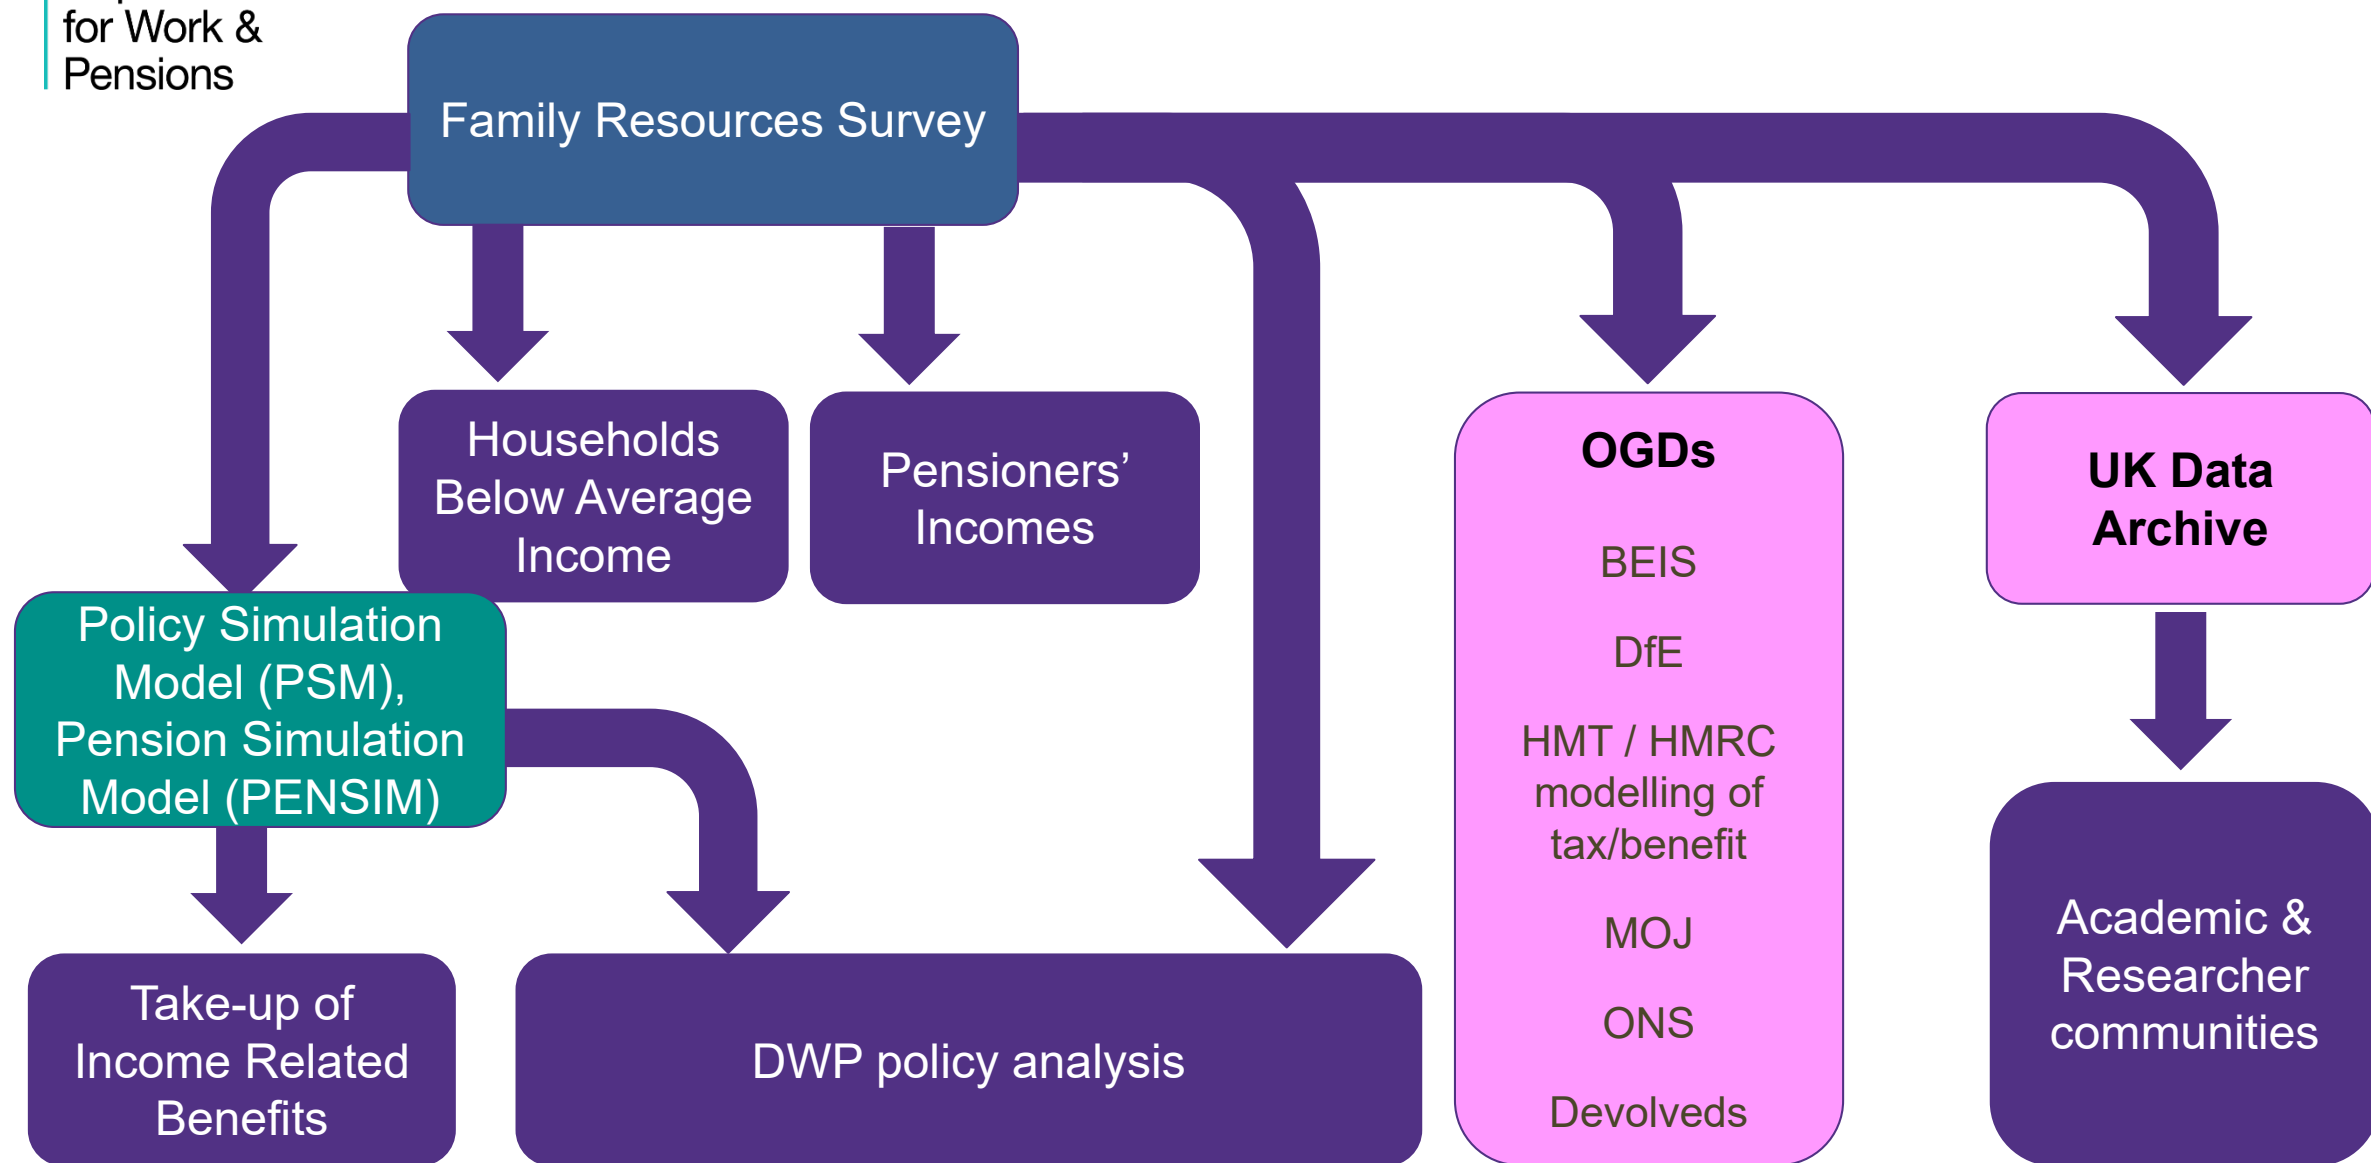 for Work &
Pensions
Family Resources Survey
Households
Below Average
Income
Pensioners’
Incomes
OGDs
BEIS
DfE
HMT / HMRC
modelling of
tax/benefit
MOJ
ONS
Devolveds
UK Data
Archive
Policy Simulation
Model (PSM),
Pension Simulation
Model (PENSIM)
Take-up of
Income Related
Benefits
DWP policy analysis
Academic &
Researcher
communities